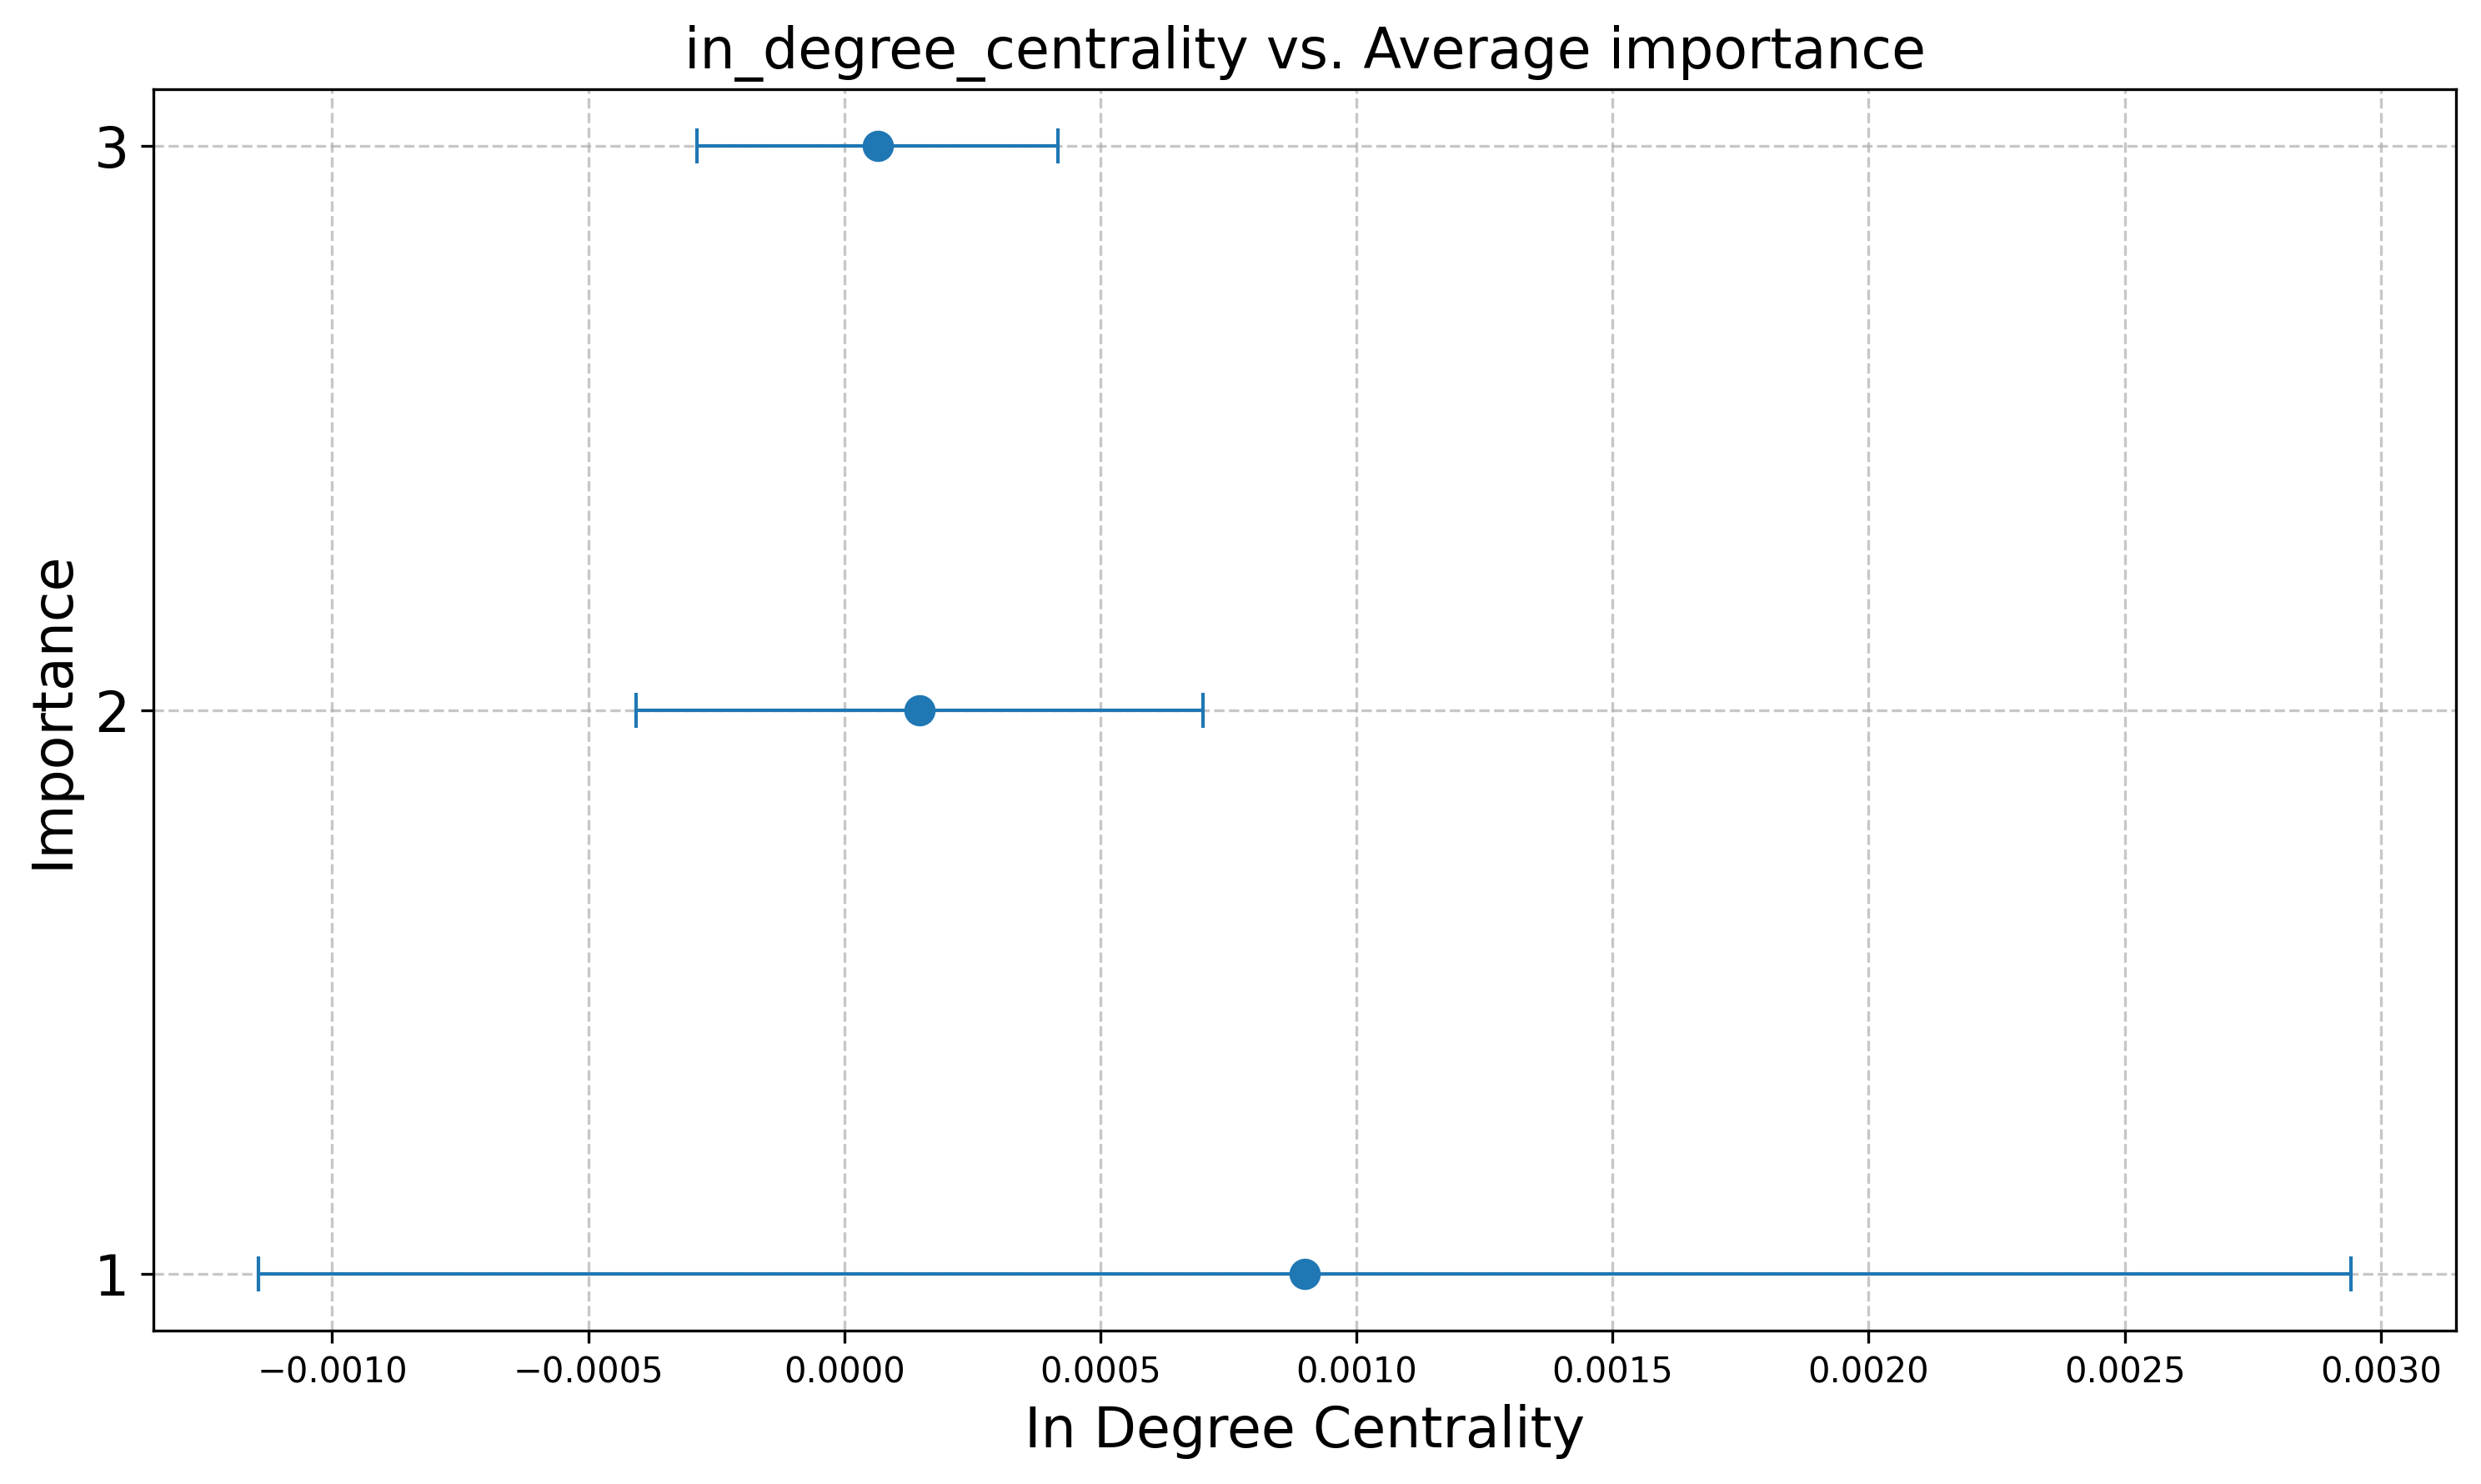 in_degree_centrality vs. Average importance
3
2
1
Importance
−0.0010 −0.0005 0.0000 0.0005 0.0010 0.0015 0.0020 0.0025 0.0030
In Degree Centrality